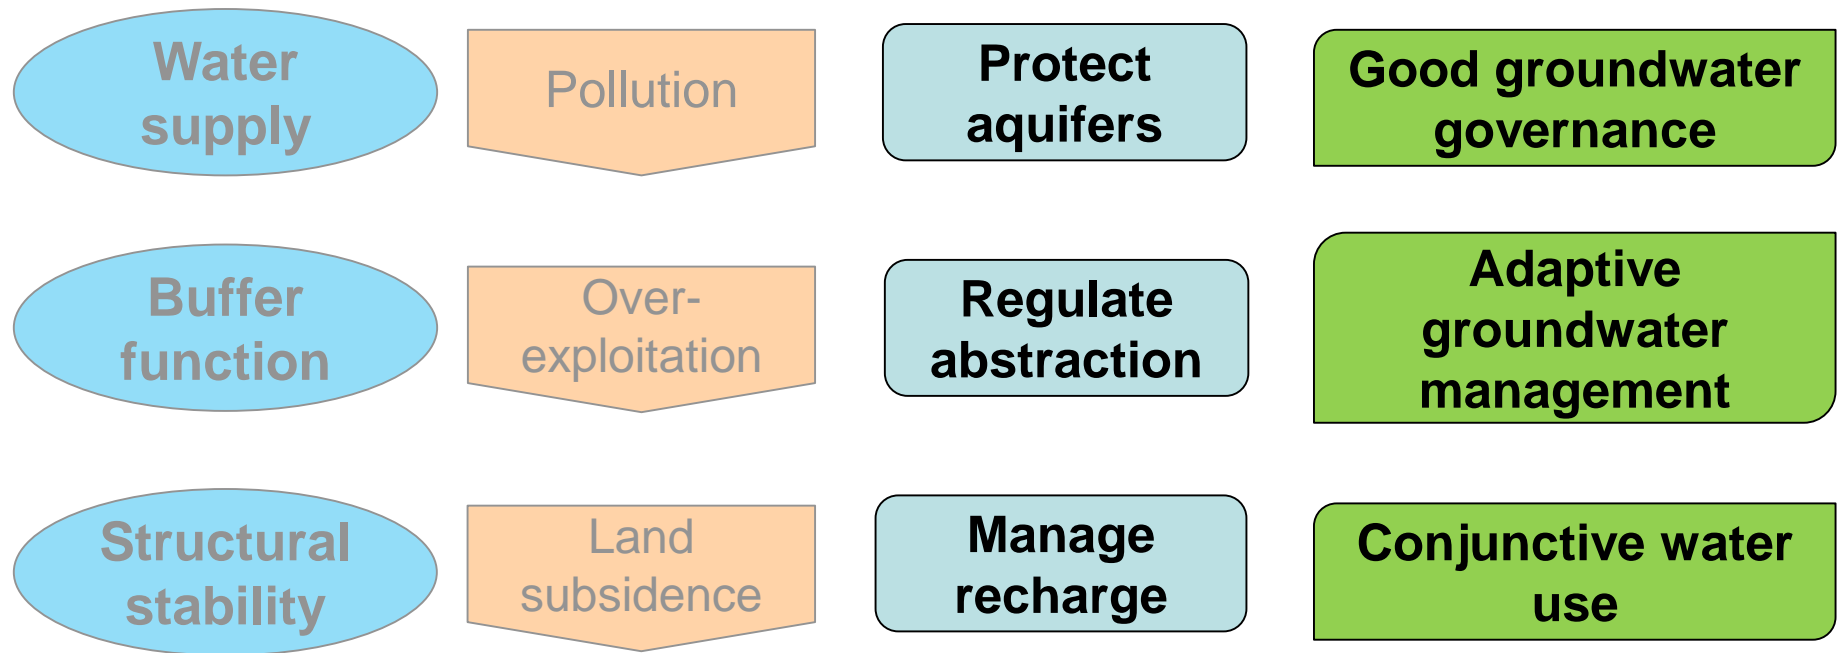 Water
supply
Pollution
Protect
aquifers
Good groundwater
governance
Buffer
function
Over-
exploitation
Regulate
abstraction
Adaptive
groundwater
management
Structural
stability
Land
subsidence
Manage
recharge
Conjunctive water
use